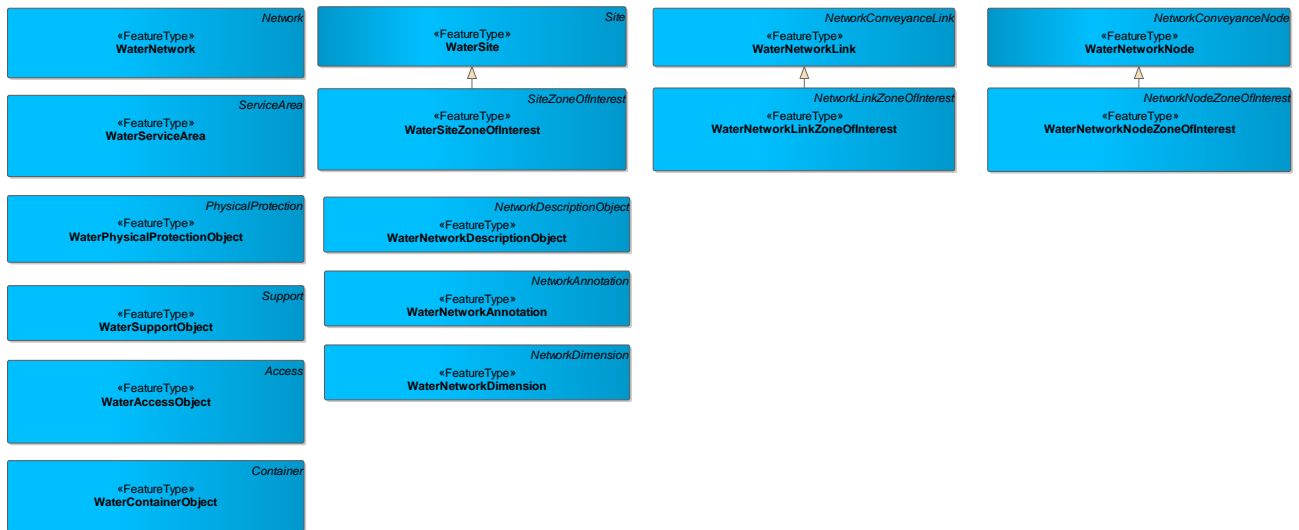 Network
«FeatureType»
WaterNetwork
Site
«FeatureType»
WaterSite
NetworkConveyanceLink
«FeatureType»
WaterNetworkLink
NetworkConveyanceNode
«FeatureType»
WaterNetworkNode
ServiceArea
«FeatureType»
WaterServiceArea
SiteZoneOfInterest
«FeatureType»
WaterSiteZoneOfInterest
NetworkLinkZoneOfInterest
«FeatureType»
WaterNetworkLinkZoneOfInterest
NetworkNodeZoneOfInterest
«FeatureType»
WaterNetworkNodeZoneOfInterest
PhysicalProtection
«FeatureType»
WaterPhysicalProtectionObject
NetworkDescriptionObject
«FeatureType»
WaterNetworkDescriptionObject
Support
«FeatureType»
WaterSupportObject
NetworkAnnotation
«FeatureType»
WaterNetworkAnnotation
Access
«FeatureType»
WaterAccessObject
NetworkDimension
«FeatureType»
WaterNetworkDimension
Container
«FeatureType»
WaterContainerObject